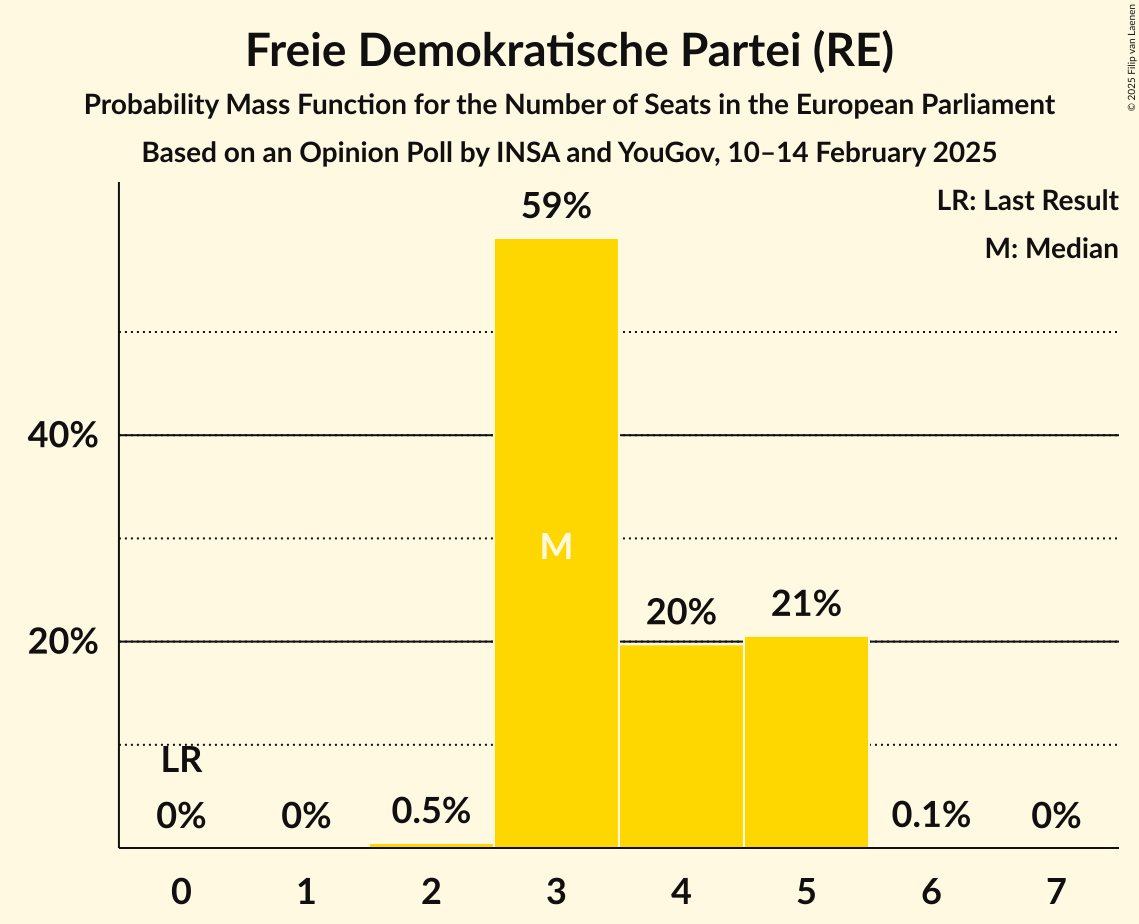 Freie Demokratische Partei (RE)
Probability Mass Function for the Number of Seats in the European Parliament
Based on an Opinion Poll by INSA and YouGov, 10–14 February 2025
© 2025 Filip van Laenen
LR: Last Result
M: Median
59%
40%
M
20%
21%
20%
LR
0%
0%
0.5%
0.1%
0%
0
1
2
3
4
5
6
7